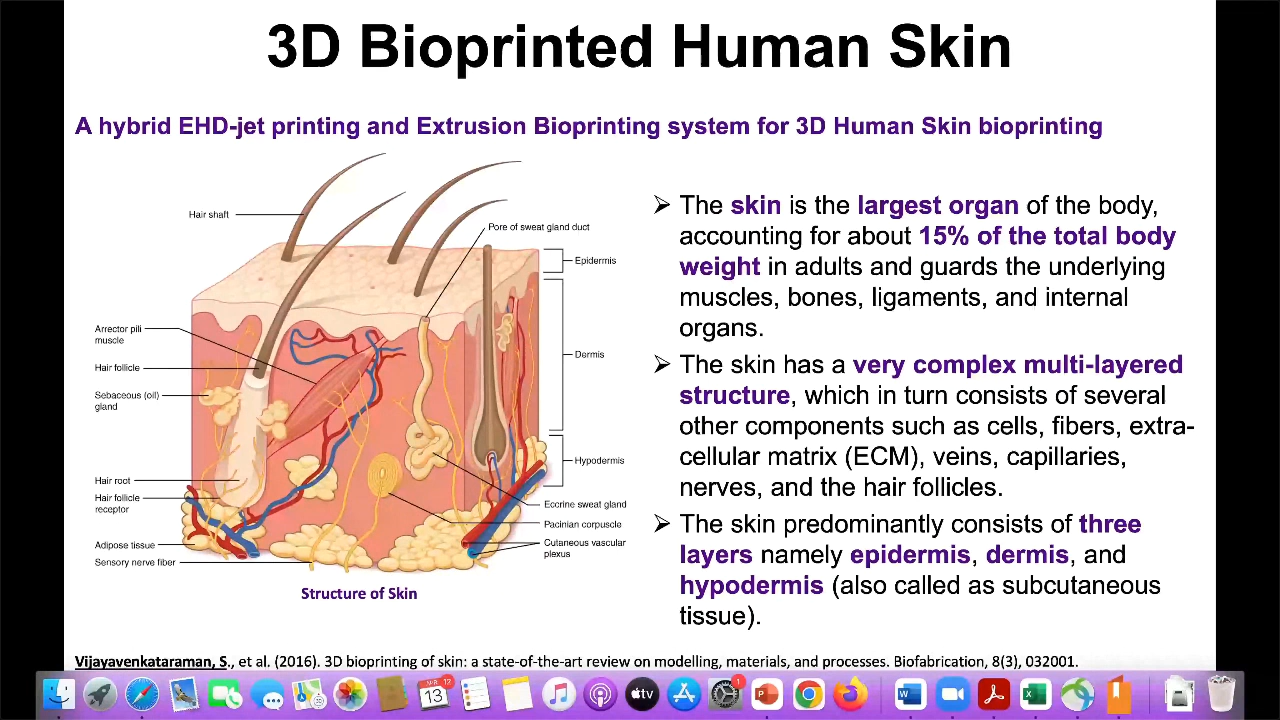 3D Bioprinted Human Skin
A hybrid EHD-jet printing and Extrusion Bioprinting system for 3D Human Skin bioprinting
Hair shaft
Pore of sweat gland duct
Epidermis
Arrector pili
muscle
Dermis
Hair follicle
Sebaceous (oil)
gland
Hypodermis
Hair root
Hair follicle
receptor
Eccrine sweat gland
Pacinian corpuscle
Adipose tissue
Cutaneous vascular
plexus
Sensory nerve fiber
Structure of Skin
➢ The skin is the largest organ of the body,
accounting for about 15% of the total body
weight in adults and guards the underlying
muscles, bones, ligaments, and internal
organs.
➢ The skin has a very complex multi-layered
structure, which in turn consists of several
other components such as cells, fibers, extra-
cellular matrix (ECM), veins, capillaries,
nerves, and the hair follicles.
➢ The skin predominantly consists of three
layers namely epidermis, dermis, and
hypodermis (also called as subcutaneous
tissue).
Vijayavenkataraman, S., et al. (2016). 3D bioprinting of skin: a state-of-the-art review on modelling, materials, and processes. Biofabrication, 8(3), 032001.
12
13
tv
1
P
W
X